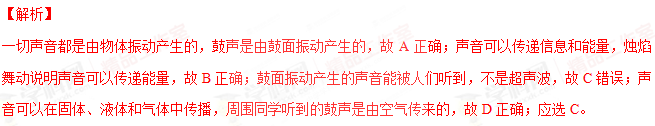 【解析】
一切声音都是由物体振动产生的，鼓声是由鼓面振动产生的，故 A 正确；声音可以传递信息和能量，烛焰
舞动说明声音可以传递能量，故 B 正确；鼓面振动产生的声音能被人们听到，不是超声波，故 C 错误；声
音可以在固体、液体和气体中传播，周围同学听到的鼓声是由空气传来的，故 D 正确；应选 C。